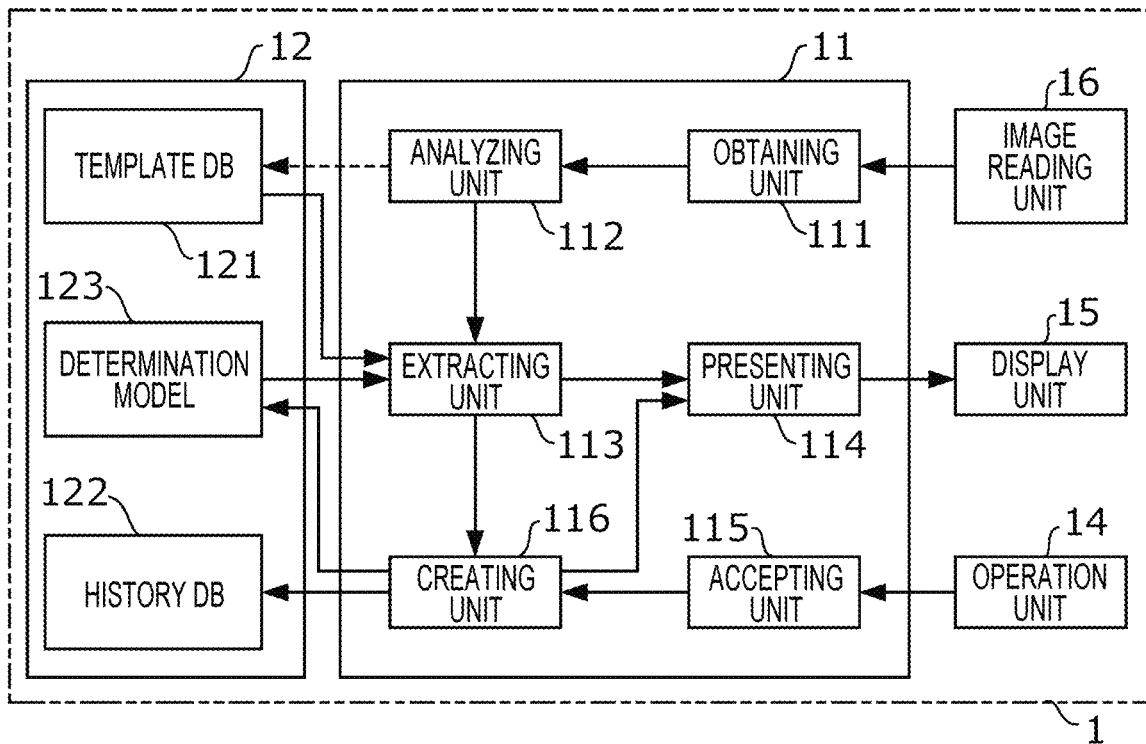 12
11
16
TEMPLATE DB
ANALYZING
UNIT
OBTAINING
UNIT
IMAGE
READING
UNIT
121
112
111
123
15
DETERMINATION
MODEL
EXTRACTING
UNIT
PRESENTING
UNIT
DISPLAY
UNIT
113
114
122
116
115
14
HISTORY DB
CREATING
UNIT
ACCEPTING
UNIT
OPERATION
UNIT
1